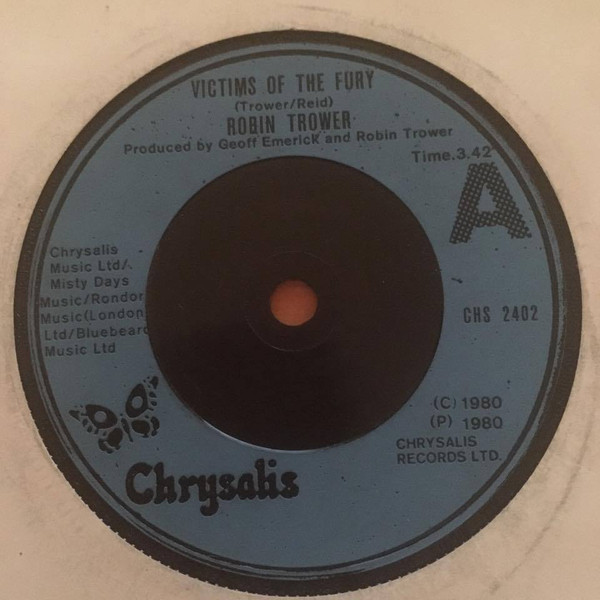 VICTIMS OF THE FURY
(Trower/Reid)
ROBIN TROWER
Produced by Geoff Emerick and Robin Trower
Time.3.42
A
Chrysalis
Music Ltd/.
Misty Days
Music/Rondor
Music(London
Ltd/Bluebeard
Music Ltd
CHS 2402
(C) 1980
(P) 1980
CHRYSALIS
RECORDS LTD.
Chrysalis